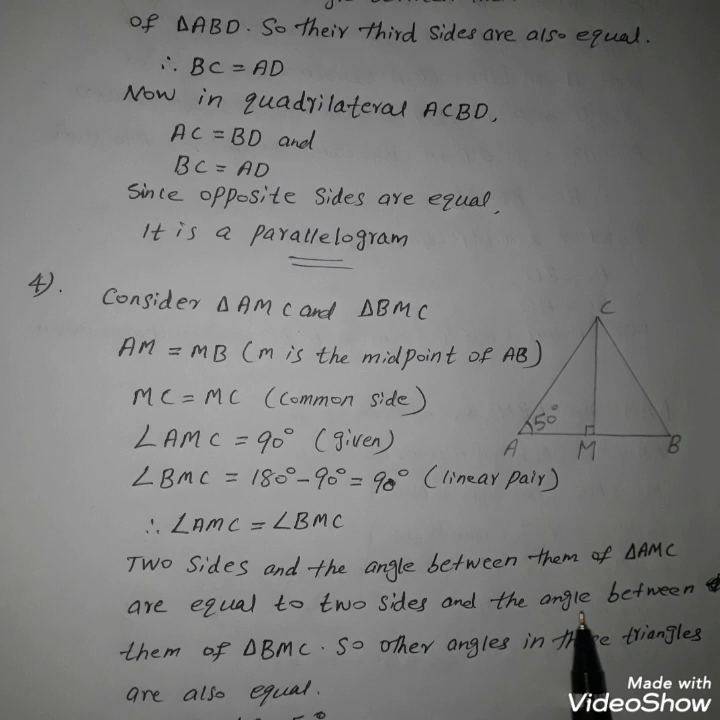 of ΔABD. So their third sides are also equal.
∴ BC = AD
Now in quadrilateral ACBD,
AC = BD and
BC = AD
Since opposite sides are equal,
It is a parallelogram
4).
Consider ΔAMC and ΔBMC
AM = MB (M is the midpoint of AB)
MC = MC (Common side)
∠AMC = 90° (given)
∠BMC = 180° - 90° = 90° (linear pair)
∴ ∠AMC = ∠BMC
C
50°
A M B
Two sides and the angle between them of ΔAMC
are equal to two sides and the angle between
them of ΔBMC. So other angles in triangles
are also equal.
Made with
VideoShow